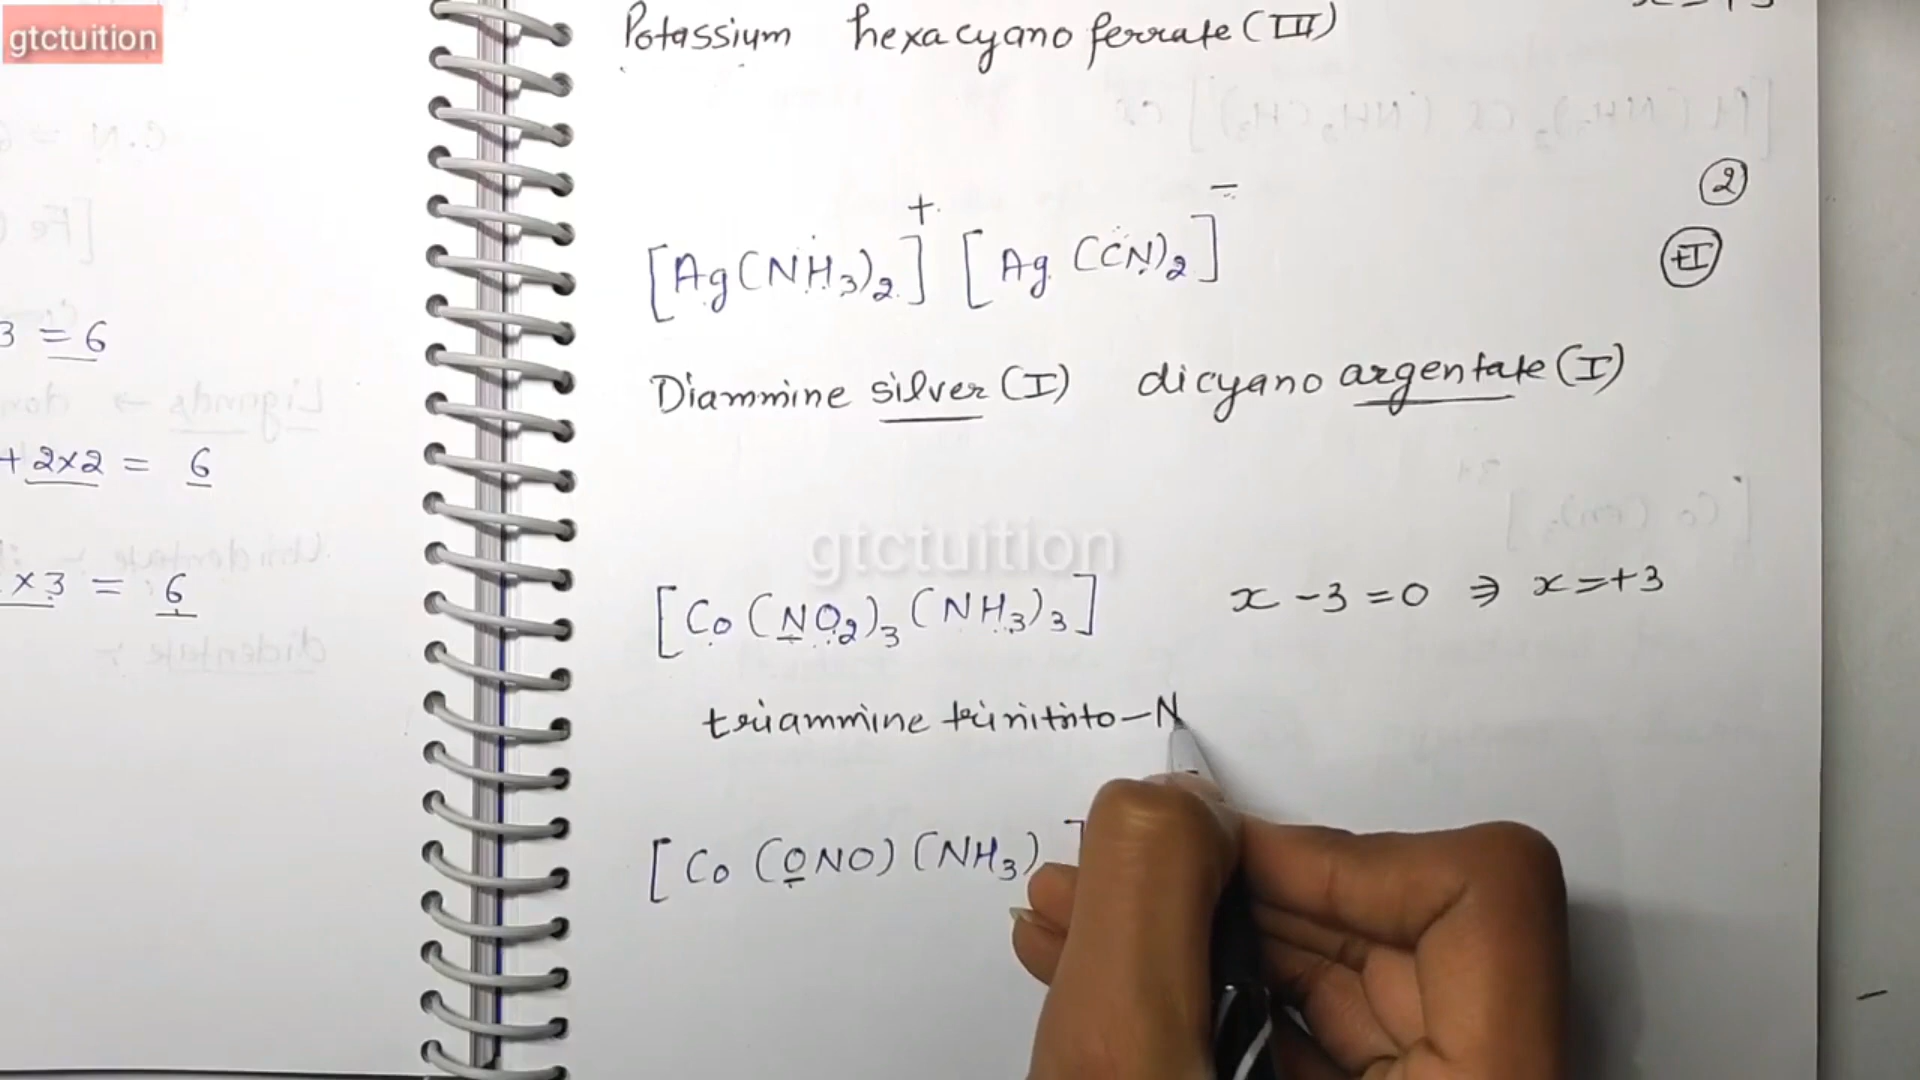 gtctuition
Potassium hexacyano ferrate (III)
[Ag(NH₃)₂]⁺ [Ag(CN)₂]⁻
②
+I
Diammine silver (I) dicyano argentate (I)
3 = 6
+ 2×2 = 6
×3 = 6
gtctuition
[Co(NO₂)₃(NH₃)₃] x - 3 = 0 ⇒ x = +3
triammine trinitrito-N
[Co(ONO)(NH₃)